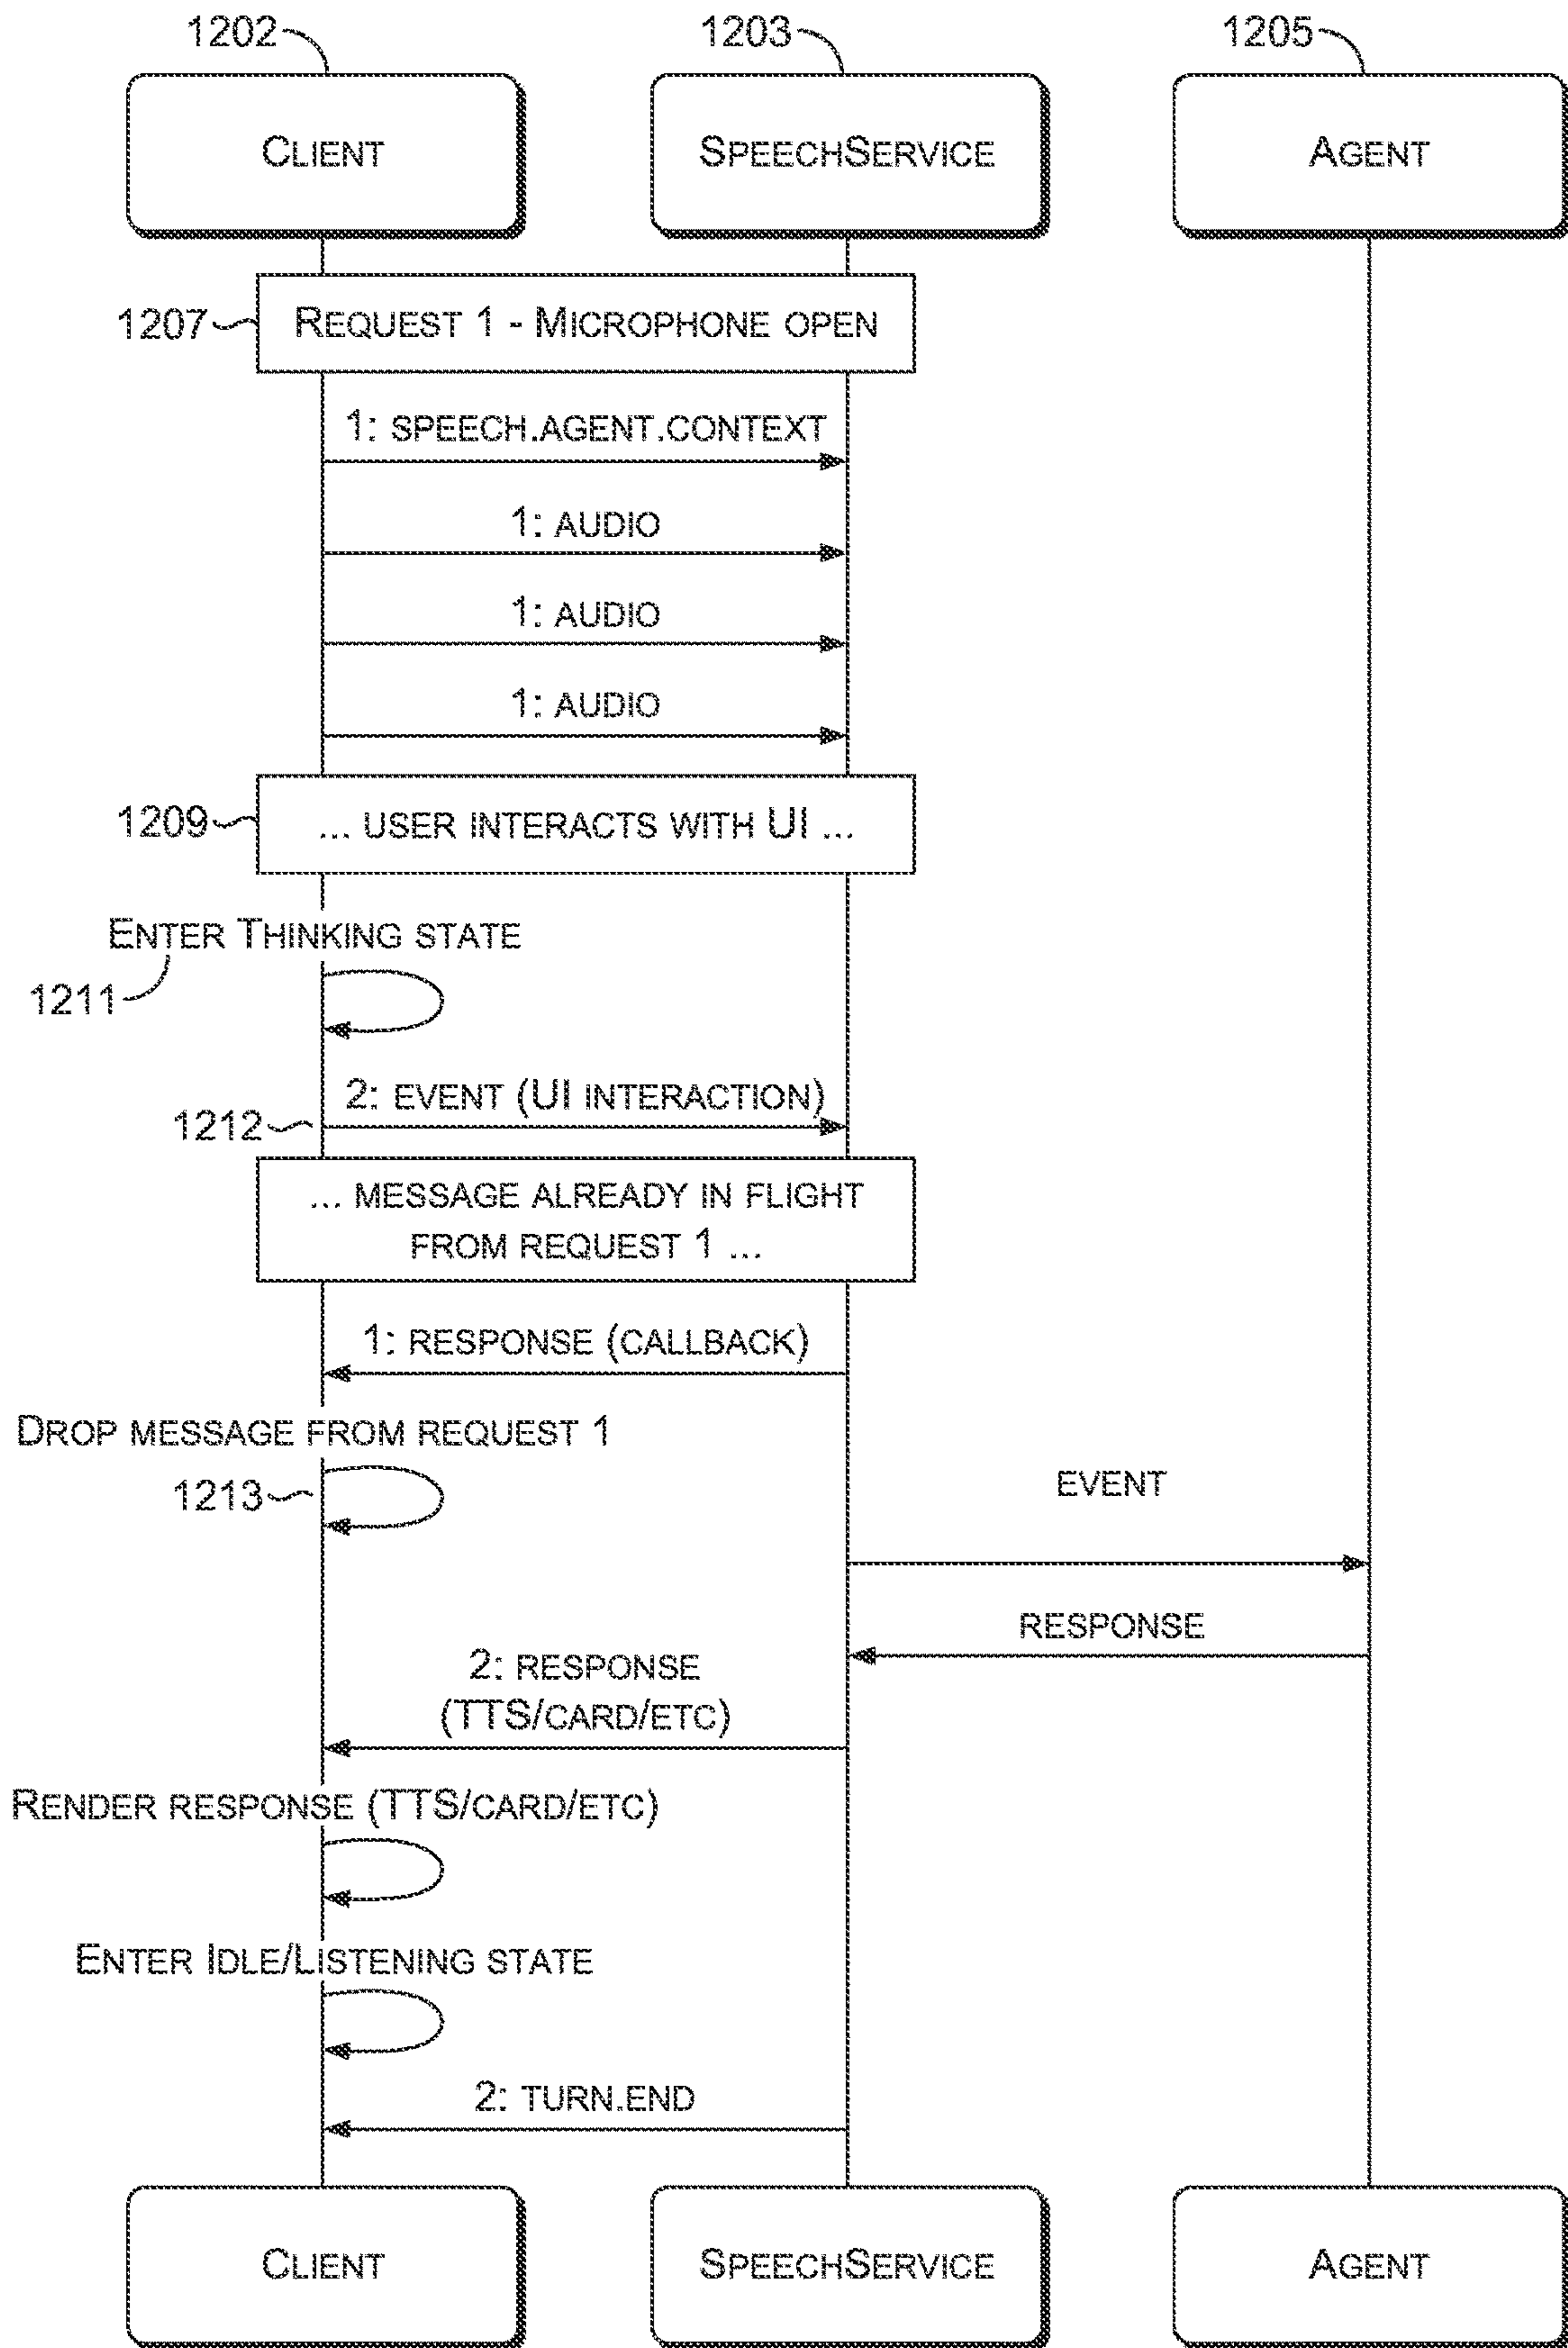 1202
1203
1205
CLIENT
SPEECHSERVICE
AGENT
1207
REQUEST 1 - MICROPHONE OPEN
1: SPEECH.AGENT.CONTEXT
1: AUDIO
1: AUDIO
1: AUDIO
1209
... USER INTERACTS WITH UI ...
ENTER THINKING STATE
1211
2: EVENT (UI INTERACTION)
1212
... MESSAGE ALREADY IN FLIGHT
FROM REQUEST 1 ...
1: RESPONSE (CALLBACK)
DROP MESSAGE FROM REQUEST 1
1213
EVENT
RESPONSE
2: RESPONSE
(TTS/CARD/ETC)
RENDER RESPONSE (TTS/CARD/ETC)
ENTER IDLE/LISTENING STATE
2: TURN.END
CLIENT
SPEECHSERVICE
AGENT